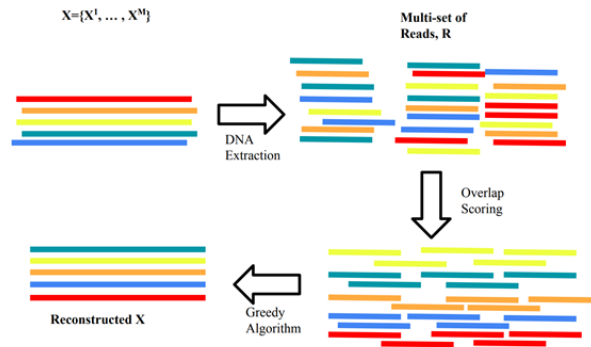 X={X¹, … , Xᴹ}
Multi-set of
Reads, R
DNA
Extraction
Overlap
Scoring
Greedy
Algorithm
Reconstructed X